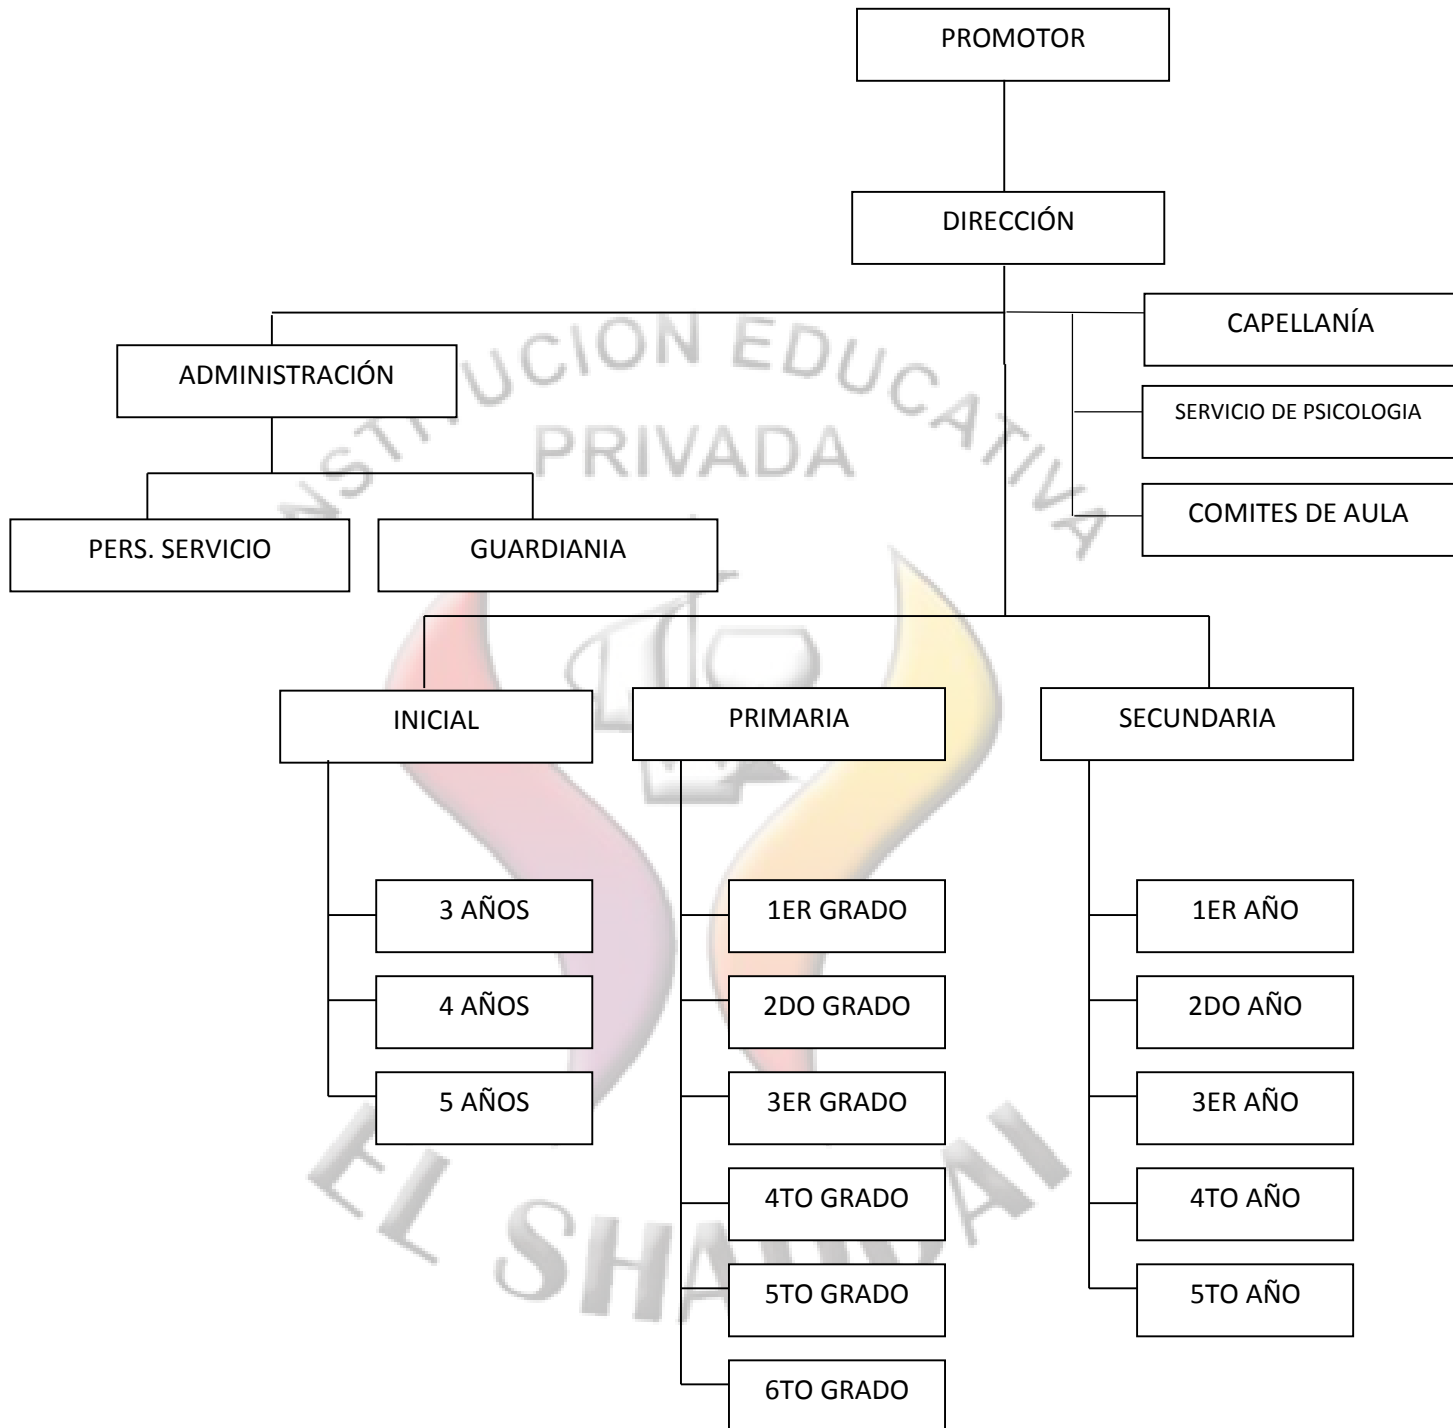 PROMOTOR
DIRECCIÓN
CAPELLANÍA
ADMINISTRACIÓN
SERVICIO DE PSICOLOGIA
COMITES DE AULA
PERS. SERVICIO
GUARDIANIA
INSTITUCION EDUCATIVA
PRIVADA
INICIAL
PRIMARIA
SECUNDARIA
3 AÑOS
1ER GRADO
1ER AÑO
4 AÑOS
2DO GRADO
2DO AÑO
5 AÑOS
3ER GRADO
3ER AÑO
4TO GRADO
4TO AÑO
5TO GRADO
5TO AÑO
6TO GRADO
EL SHADDAI